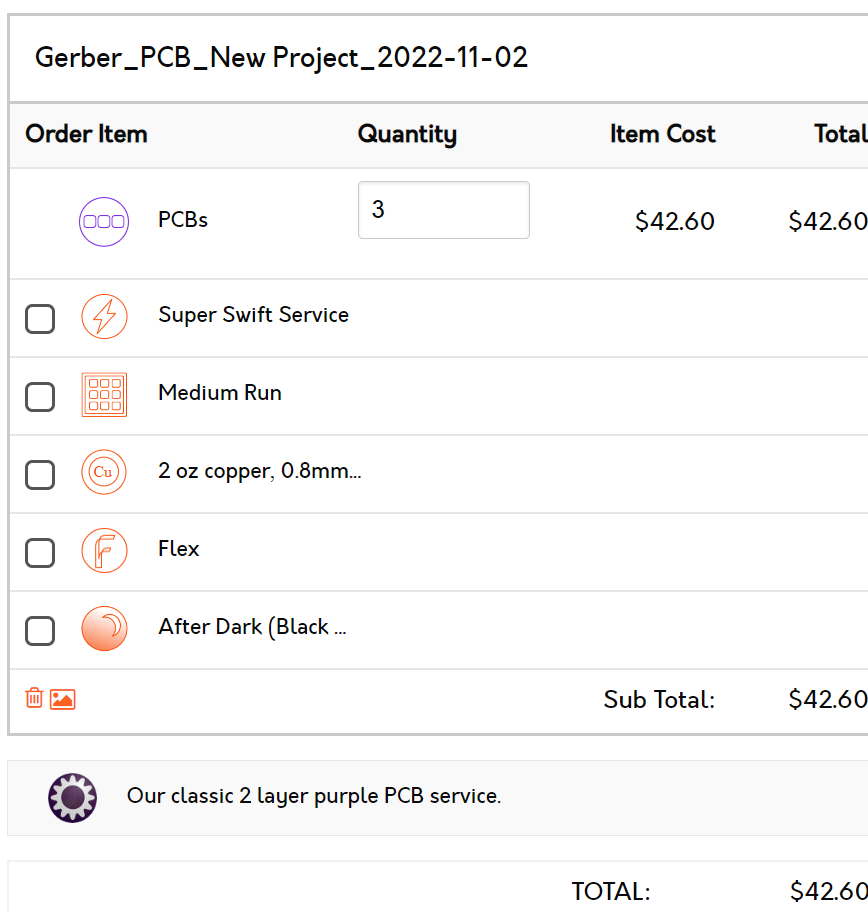 Gerber_PCB_New Project_2022-11-02
Order Item Quantity Item Cost Total
PCBs 3 $42.60 $42.60
Super Swift Service
Medium Run
Cu 2 oz copper, 0.8mm...
Flex
After Dark (Black ...
Sub Total: $42.60
Our classic 2 layer purple PCB service.
TOTAL: $42.60